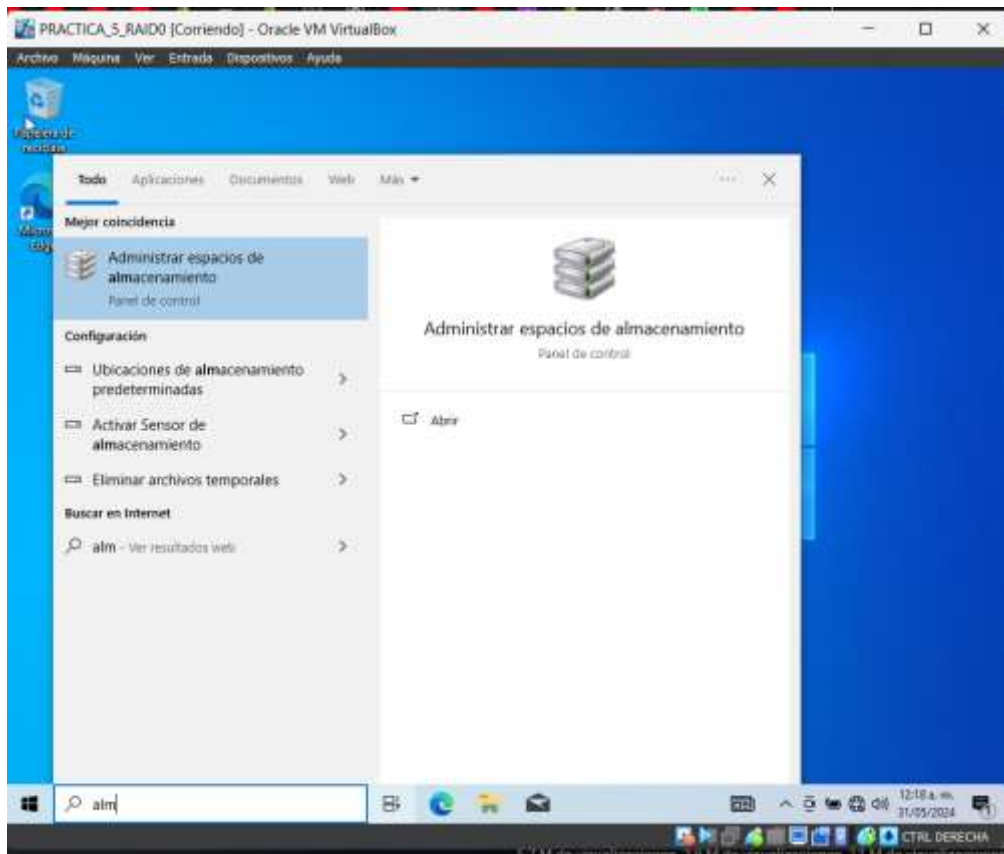 PRACTICA_5_RAID0 [Corriendo] - Oracle VM VirtualBox
Archivo Máquina Ver Entrada Dispositivos Ayuda
Papelera de
reciclaje
Todo Aplicaciones Documentos Web Más
Mejor coincidencia
Administrar espacios de
almacenamiento
Panel de control
Configuración
Ubicaciones de almacenamiento
predeterminadas
Activar Sensor de
almacenamiento
Eliminar archivos temporales
Buscar en Internet
alm - Ver resultados web
Administrar espacios de almacenamiento
Panel de control
Abrir
alm
12:18 a. m.
31/05/2024
CTRL DERECHA